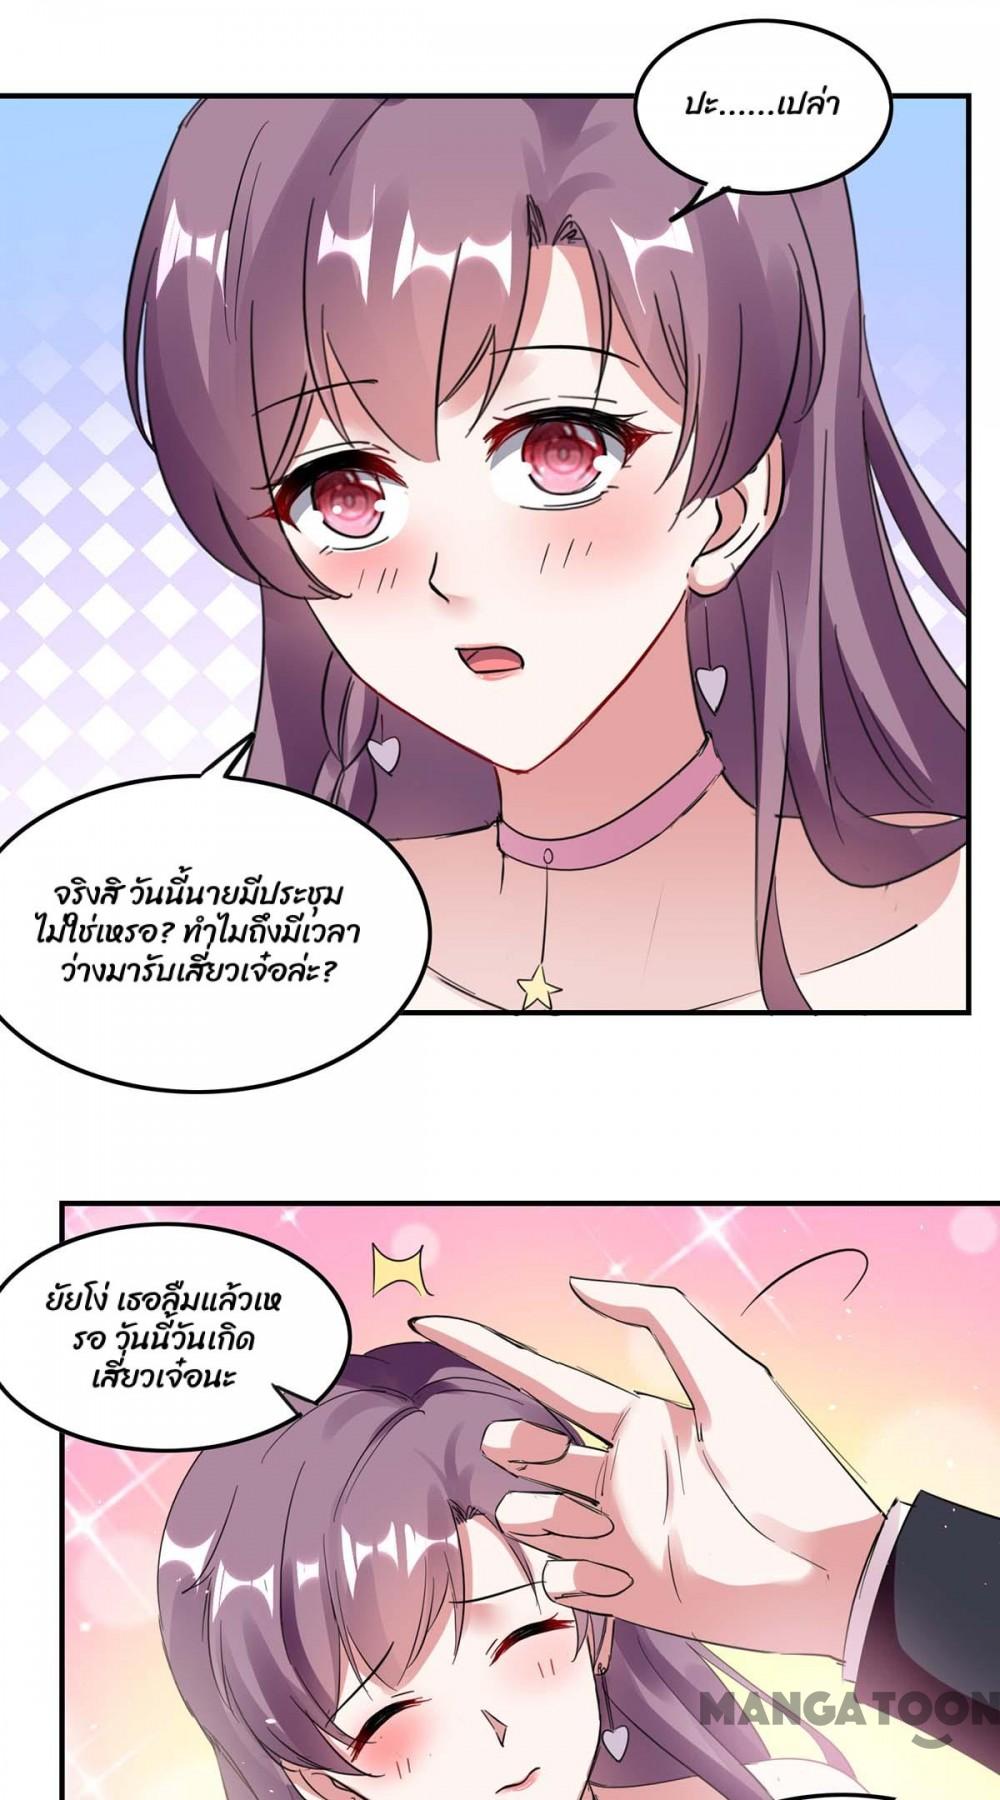 ปะ......เปล่า
จริงสิ วันนี้นายมีประชุม
ไม่ใช่เหรอ? ทำไมถึงมีเวลา
ว่างมารับเสี่ยวเจ๋อล่ะ?
ยัยโง่ เธอลืมแล้วเห
รอ วันนี้วันเกิด
เสี่ยวเจ๋อนะ
MANGATOON